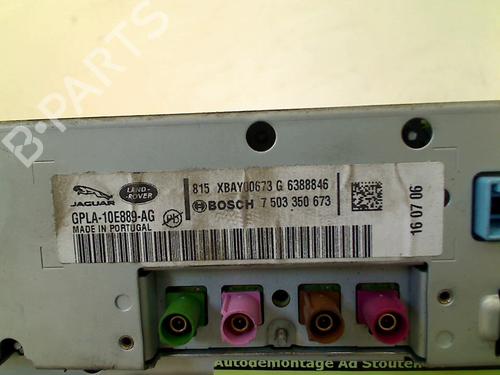 B-PARTS
JAGUAR
LAND-ROVER
815 XBAY00673 G 6388846
BOSCH 7 503 350 673
GPLA-10E889-AG
Pb
MADE IN PORTUGAL
16 07 06
Autodemontage Ad Stouten